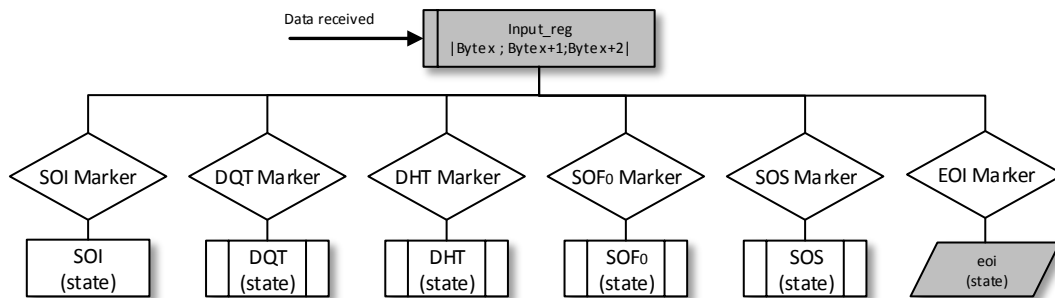 Data received
Input_reg
|Byte x ; Byte x+1;Byte x+2|
SOI Marker
DQT Marker
DHT Marker
SOF₀ Marker
SOS Marker
EOI Marker
SOI
(state)
DQT
(state)
DHT
(state)
SOF₀
(state)
SOS
(state)
eoi
(state)